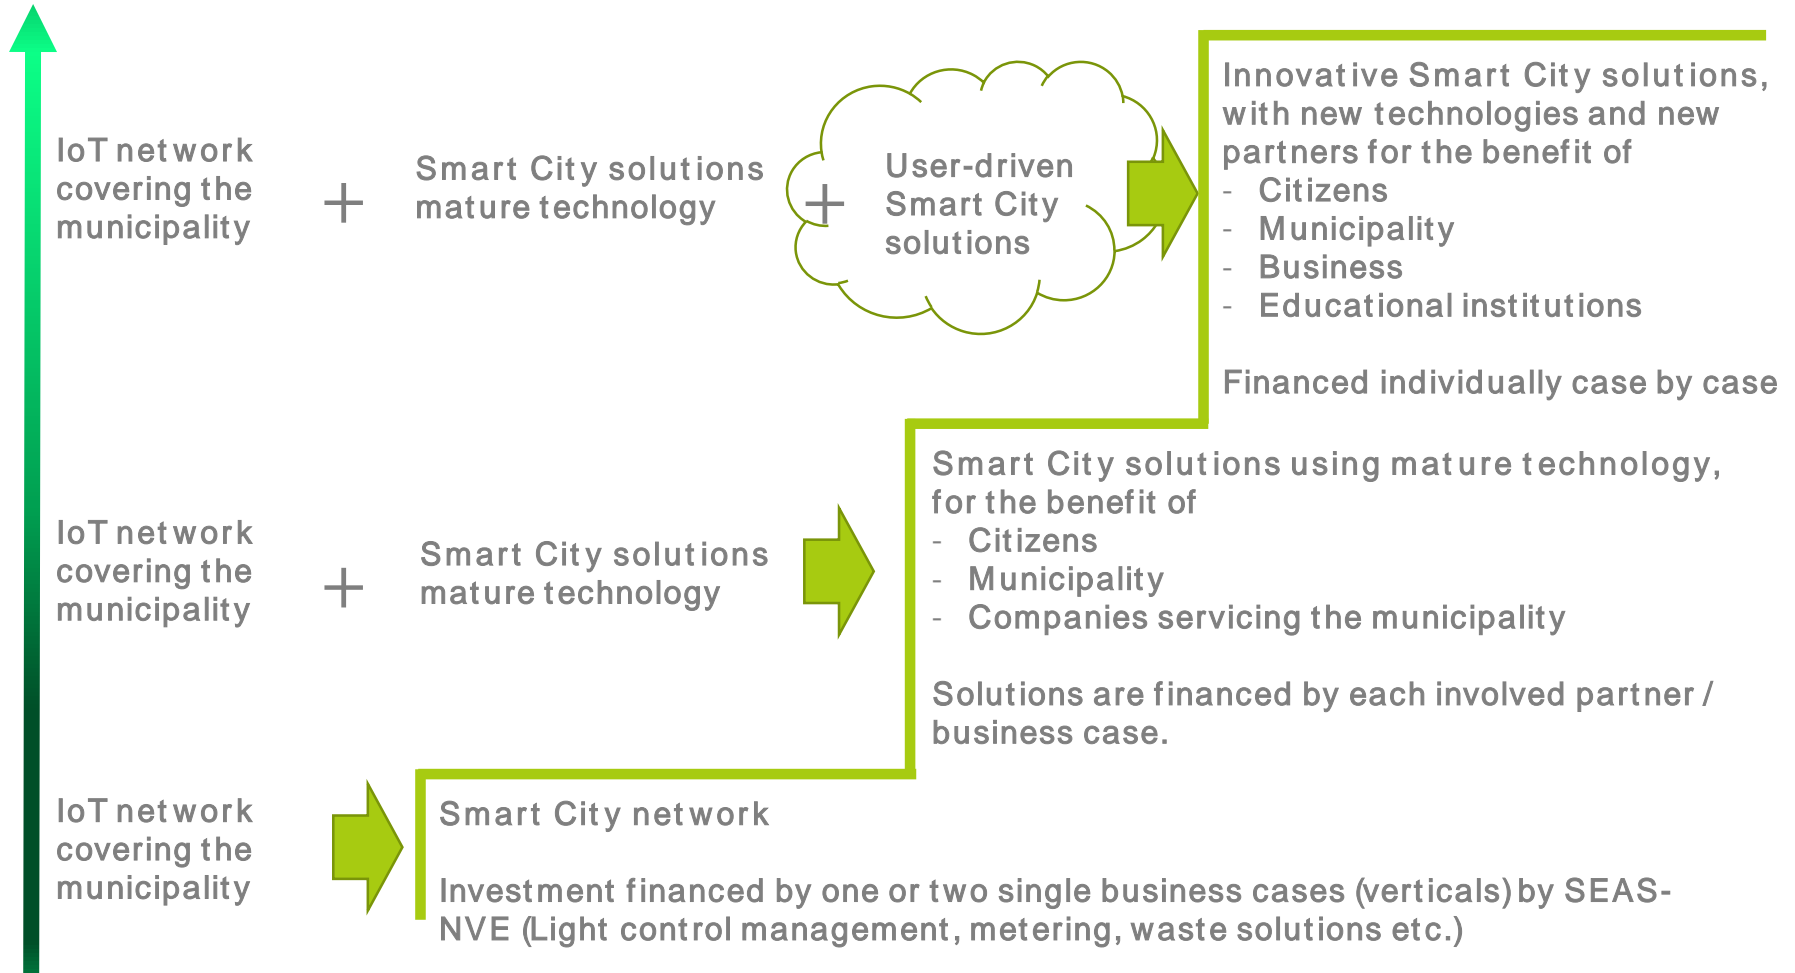 IoT network
covering the
municipality
+
Smart City solutions
mature technology
+
User-driven
Smart City
solutions
Innovative Smart City solutions,
with new technologies and new
partners for the benefit of
- Citizens
- Municipality
- Business
- Educational institutions
Financed individually case by case
IoT network
covering the
municipality
+
Smart City solutions
mature technology
Smart City solutions using mature technology,
for the benefit of
- Citizens
- Municipality
- Companies servicing the municipality
Solutions are financed by each involved partner /
business case.
IoT network
covering the
municipality
Smart City network
Investment financed by one or two single business cases (verticals) by SEAS-
NVE (Light control management, metering, waste solutions etc.)